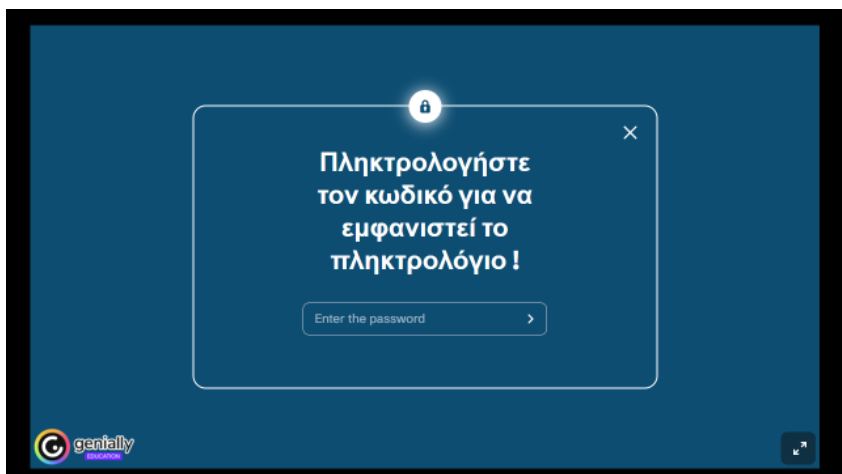 Πληκτρολογήστε
τον κωδικό για να
εμφανιστεί το
πληκτρολόγιο !
Enter the password
genially
EDUCATION